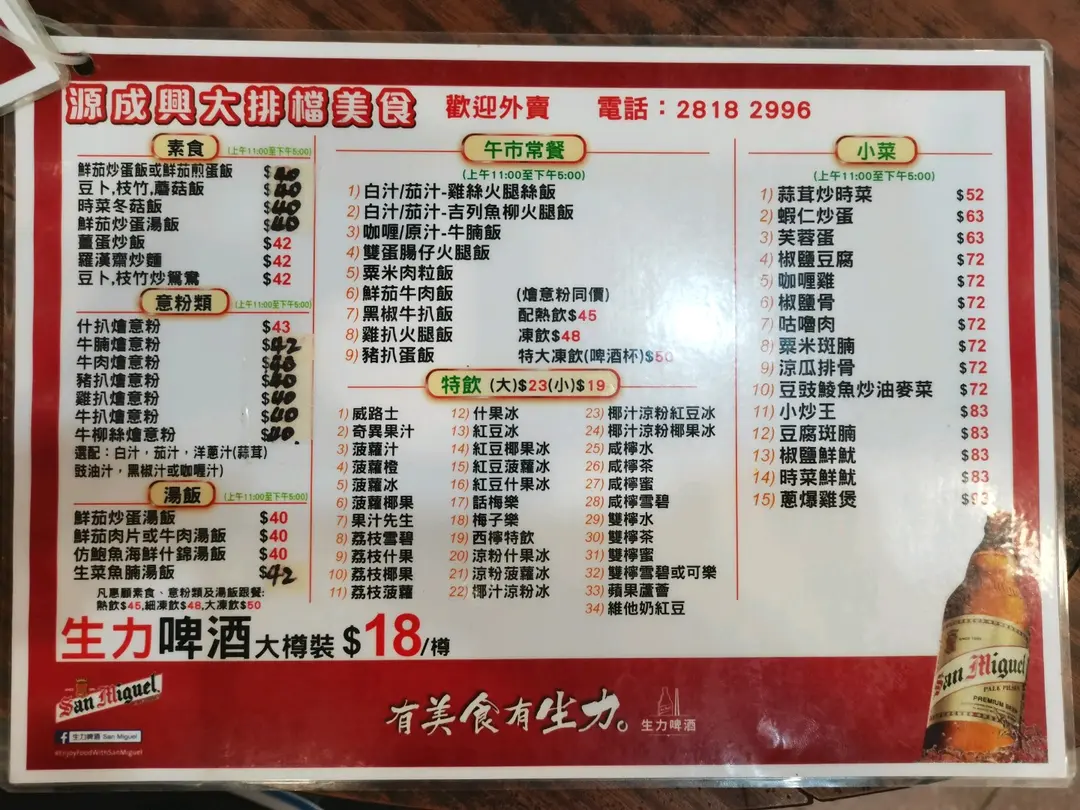 源成興大排檔美食 歡迎外賣 電話：2818 2996
素食 (上午11:00至下午5:00)
鮮茄炒蛋飯或鮮茄煎蛋飯 $40
豆卜,枝竹,蘑菇飯 $40
時菜冬菇飯 $40
鮮茄炒蛋湯飯 $40
薑蛋炒飯 $42
羅漢齋炒麵 $42
豆卜,枝竹炒鴛鴦 $42
意粉類 (上午11:00至下午5:00)
什扒燴意粉 $43
牛腩燴意粉 $42
牛肉燴意粉 $40
豬扒燴意粉 $40
雞扒燴意粉 $40
牛扒燴意粉 $40
牛柳絲燴意粉 $40
選配：白汁，茄汁，洋蔥汁(蒜茸)
豉油汁，黑椒汁或咖喱汁)
湯飯 (上午11:00至下午5:00)
鮮茄炒蛋湯飯 $40
鮮茄肉片或牛肉湯飯 $40
仿鮑魚海鮮什錦湯飯 $40
生菜魚腩湯飯 $42
凡惠顧素食、意粉類及湯飯跟餐:
熱飲$45,細凍飲$48,大凍飲$50
午市常餐
(上午11:00至下午5:00)
1) 白汁/茄汁-雞絲火腿絲飯
2) 白汁/茄汁-吉列魚柳火腿飯
3) 咖喱/原汁-牛腩飯
4) 雙蛋腸仔火腿飯
5) 粟米肉粒飯
6) 鮮茄牛肉飯 (燴意粉同價)
7) 黑椒牛扒飯 配熱飲$45
8) 雞扒火腿飯 凍飲$48
9) 豬扒蛋飯 特大凍飲(啤酒杯)$50
特飲 (大)$23(小)$19
1) 威路士
2) 奇異果汁
3) 菠蘿汁
4) 菠蘿橙
5) 菠蘿冰
6) 菠蘿椰果
7) 果汁先生
8) 荔枝雪碧
9) 荔枝什果
10) 荔枝椰果
11) 荔枝菠蘿
12) 什果冰
13) 紅豆冰
14) 紅豆椰果冰
15) 紅豆菠蘿冰
16) 紅豆什果冰
17) 話梅樂
18) 梅子樂
19) 西檸特飲
20) 涼粉什果冰
21) 涼粉菠蘿冰
22) 椰汁涼粉冰
23) 椰汁涼粉紅豆冰
24) 椰汁涼粉椰果冰
25) 咸檸水
26) 咸檸茶
27) 咸檸蜜
28) 咸檸雪碧
29) 雙檸水
30) 雙檸茶
31) 雙檸蜜
32) 雙檸雪碧或可樂
33) 蘋果蘆薈
34) 維他奶紅豆
小菜
(上午11:00至下午5:00)
1) 蒜茸炒時菜 $52
2) 蝦仁炒蛋 $63
3) 芙蓉蛋 $63
4) 椒鹽豆腐 $72
5) 咖喱雞 $72
6) 椒鹽骨 $72
7) 咕嚕肉 $72
8) 粟米斑腩 $72
9) 涼瓜排骨 $72
10) 豆豉鯪魚炒油麥菜 $72
11) 小炒王 $83
12) 豆腐斑腩 $83
13) 椒鹽鮮魷 $83
14) 時菜鮮魷 $83
15) 蔥爆雞煲 $93
生力啤酒大樽裝 $18/樽
San Miguel
生力啤酒 San Miguel
#EnjoyFoodWithSanMiguel
有美食有生力。
生力啤酒
San Miguel
PALE PILSEN
PREMIUM BEER